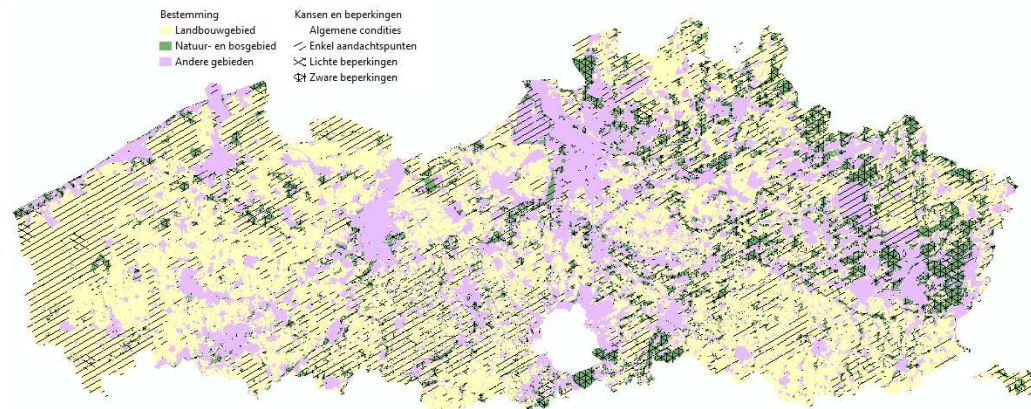 Bestemming
Landbouwgebied
Natuur- en bosgebied
Andere gebieden
Kansen en beperkingen
Algemene condities
Enkel aandachtspunten
Lichte beperkingen
Zware beperkingen